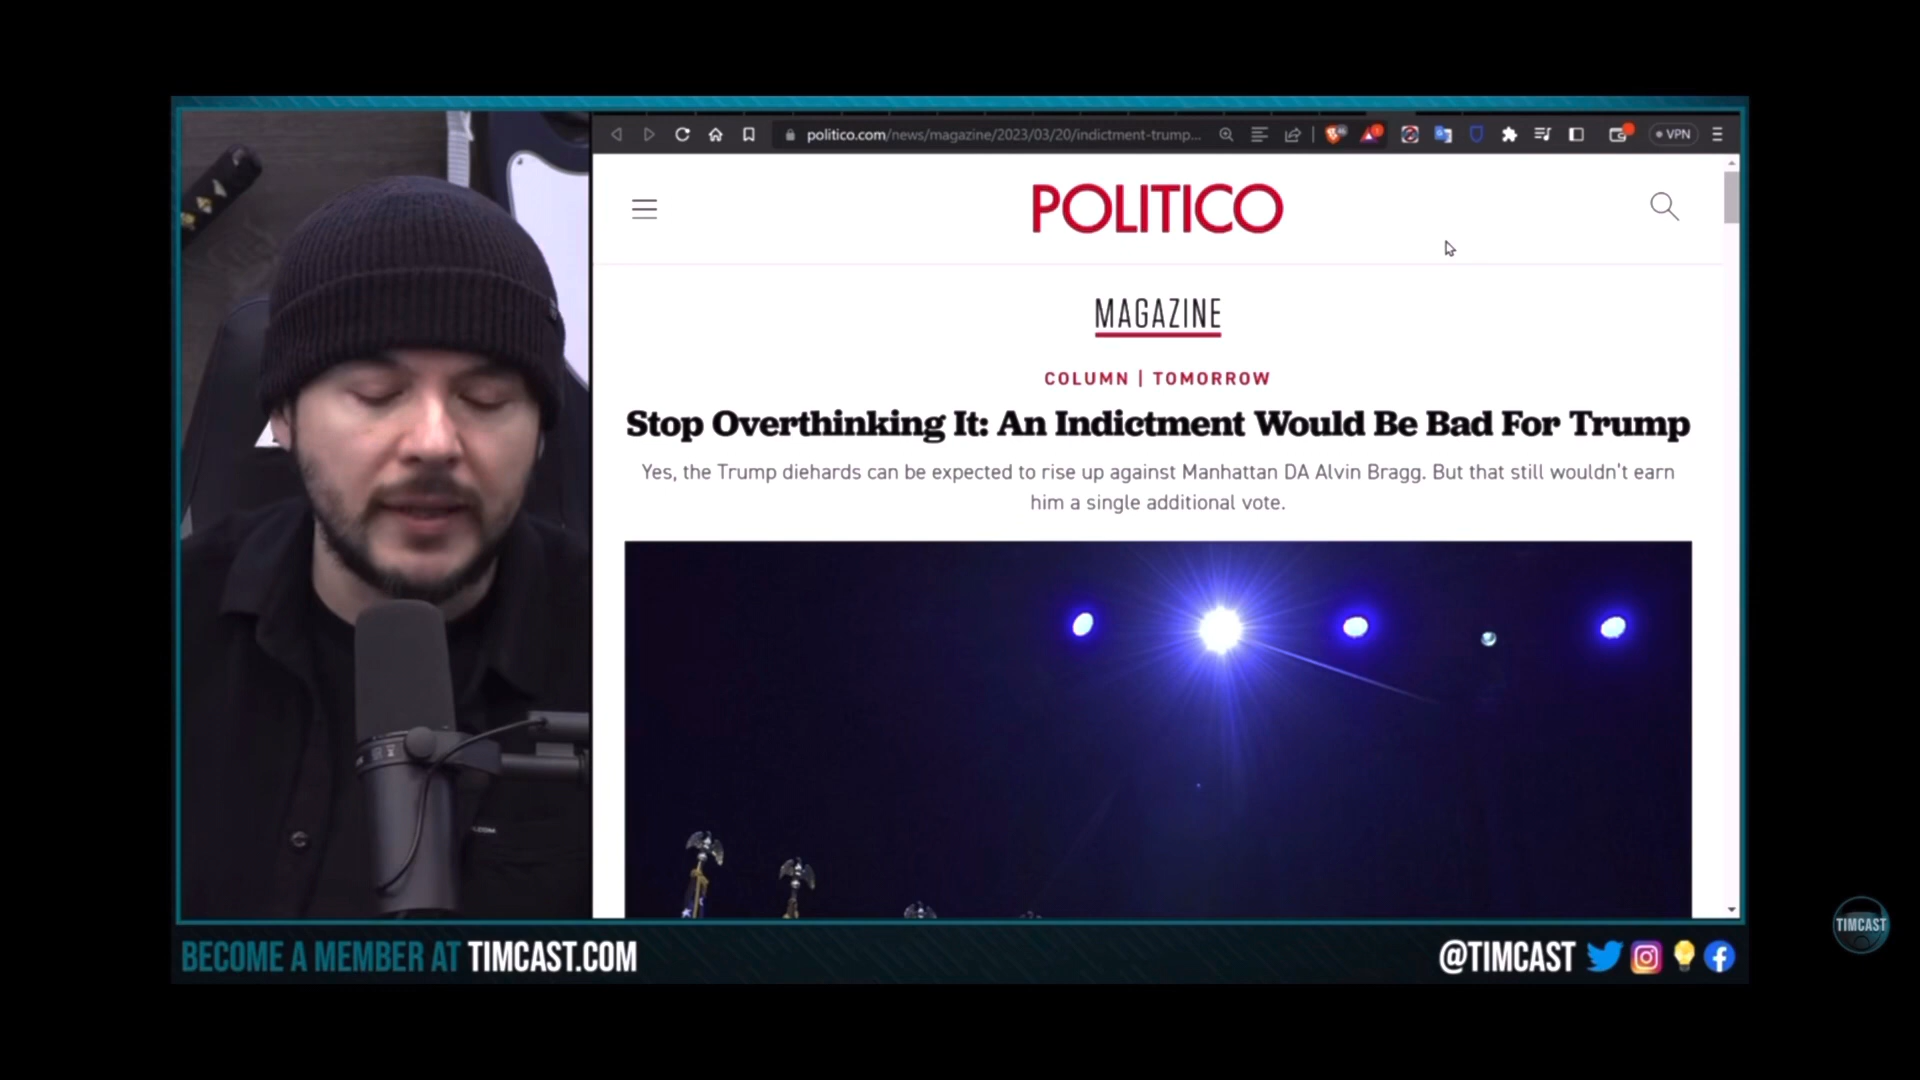 politico.com/news/magazine/2023/03/20/indictment-trump...
VPN
POLITICO
MAGAZINE
COLUMN | TOMORROW
Stop Overthinking It: An Indictment Would Be Bad For Trump
Yes, the Trump diehards can be expected to rise up against Manhattan DA Alvin Bragg. But that still wouldn't earn
him a single additional vote.
BECOME A MEMBER AT TIMCAST.COM
@TIMCAST
TIMCAST